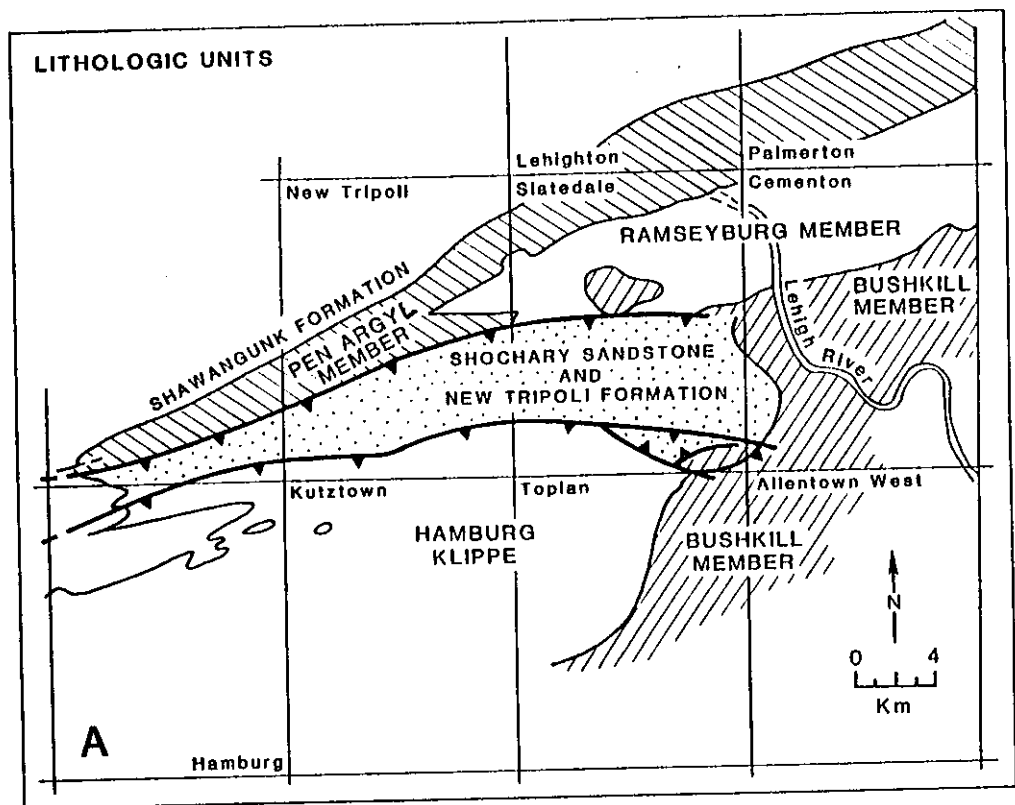 LITHOLOGIC UNITS
Lehighton
Palmerton
New Tripoli
Slatedale
Cementon
RAMSEYBURG MEMBER
SHAWANGUNK FORMATION
PEN ARGYL
MEMBER
BUSHKILL
MEMBER
Lehigh River
SHOCHARY SANDSTONE
AND
NEW TRIPOLI FORMATION
Kutztown
Toplan
Allentown West
HAMBURG
KLIPPE
BUSHKILL
MEMBER
N
0 4
Km
A
Hamburg